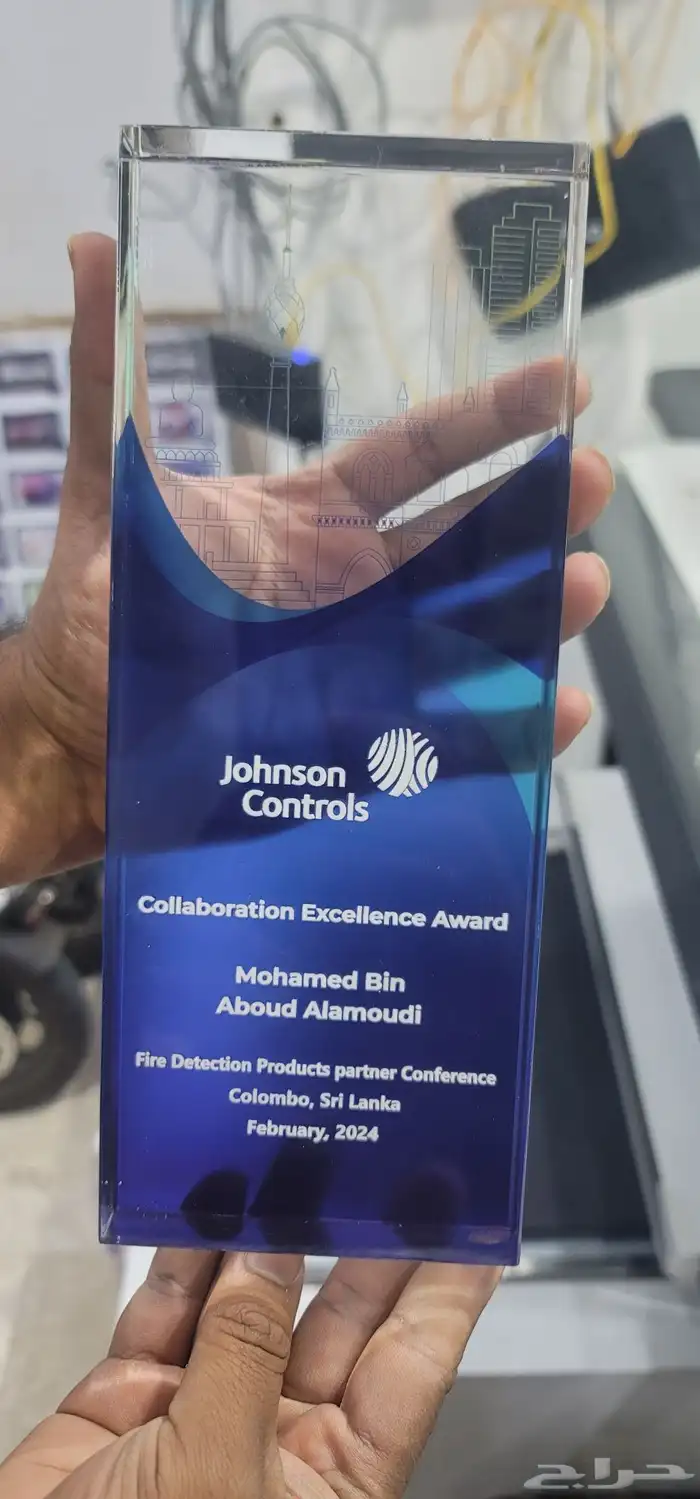 Johnson
Controls
Collaboration Excellence Award
Mohamed Bin
Aboud Alamoudi
Fire Detection Products partner Conference
Colombo, Sri Lanka
February, 2024
حراج